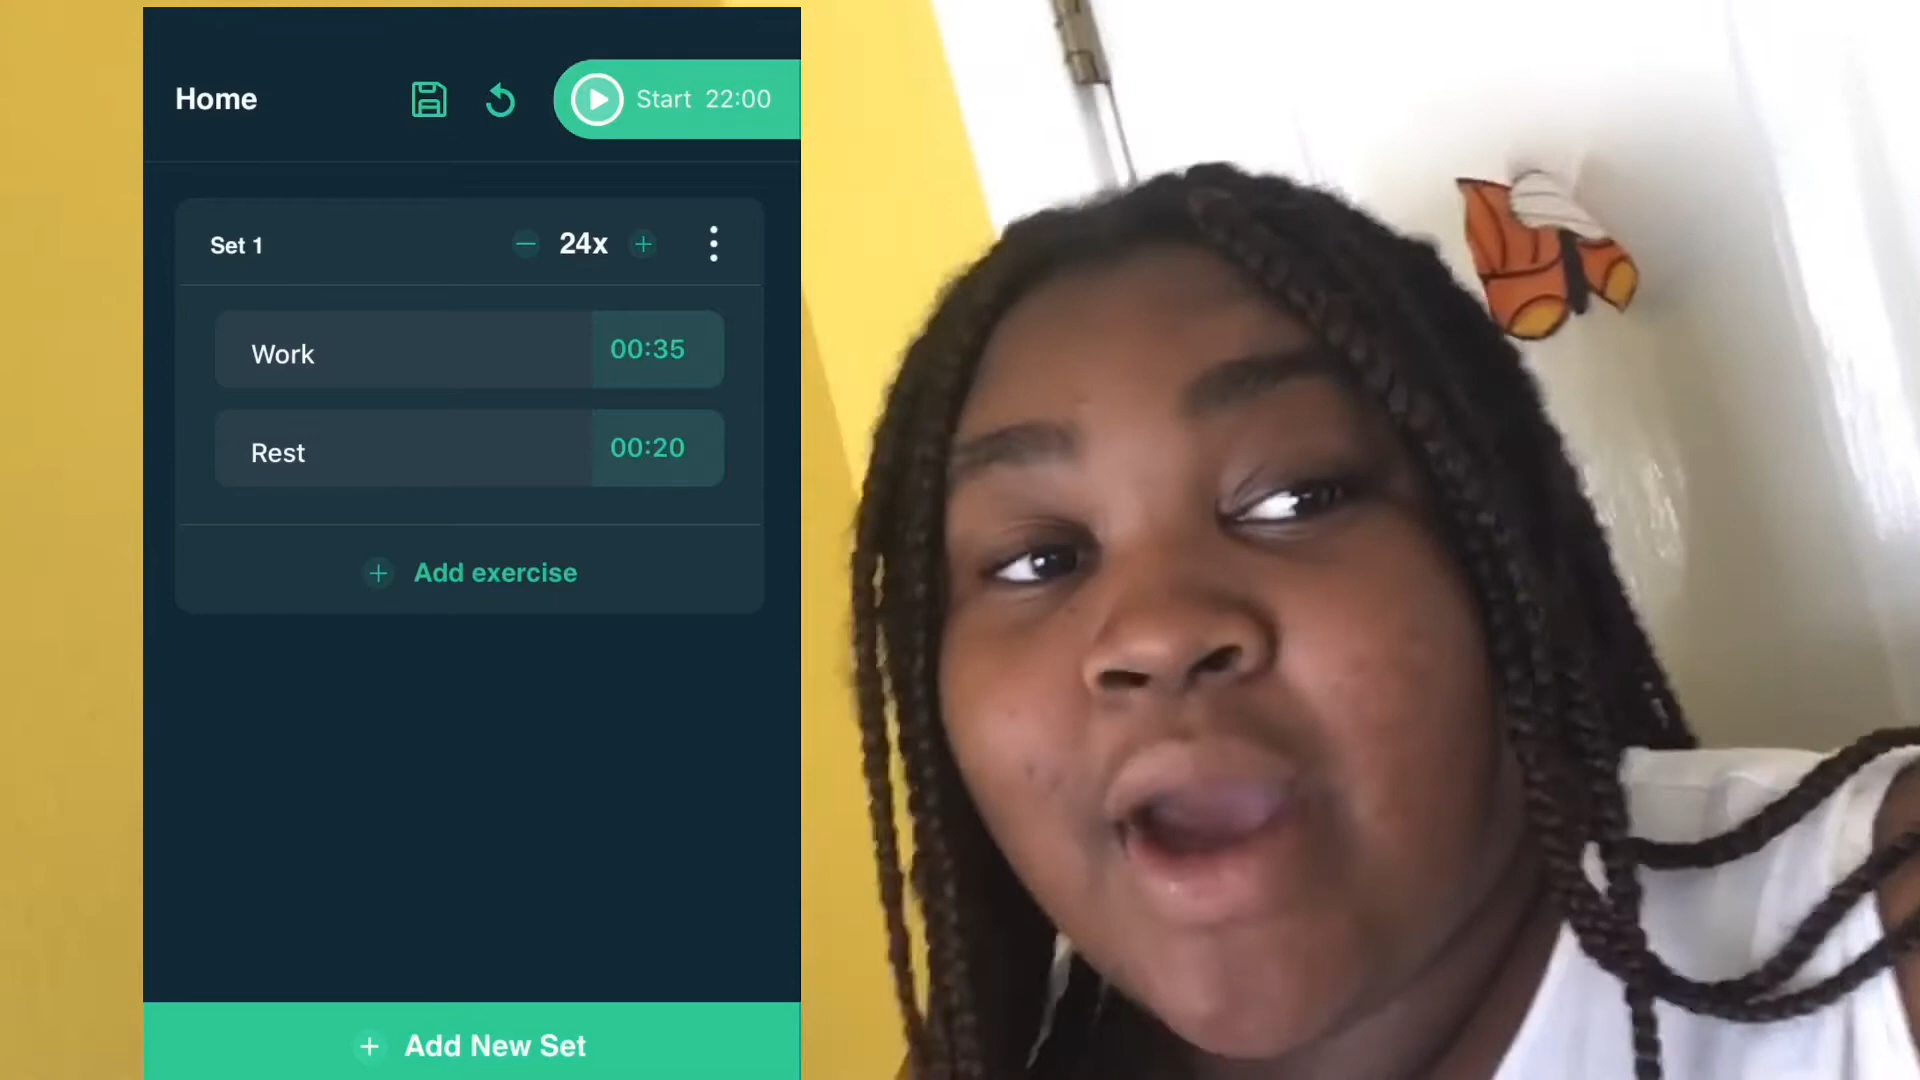 Home
Start 22:00
Set 1
24x
Work 00:35
Rest 00:20
+ Add exercise
+ Add New Set